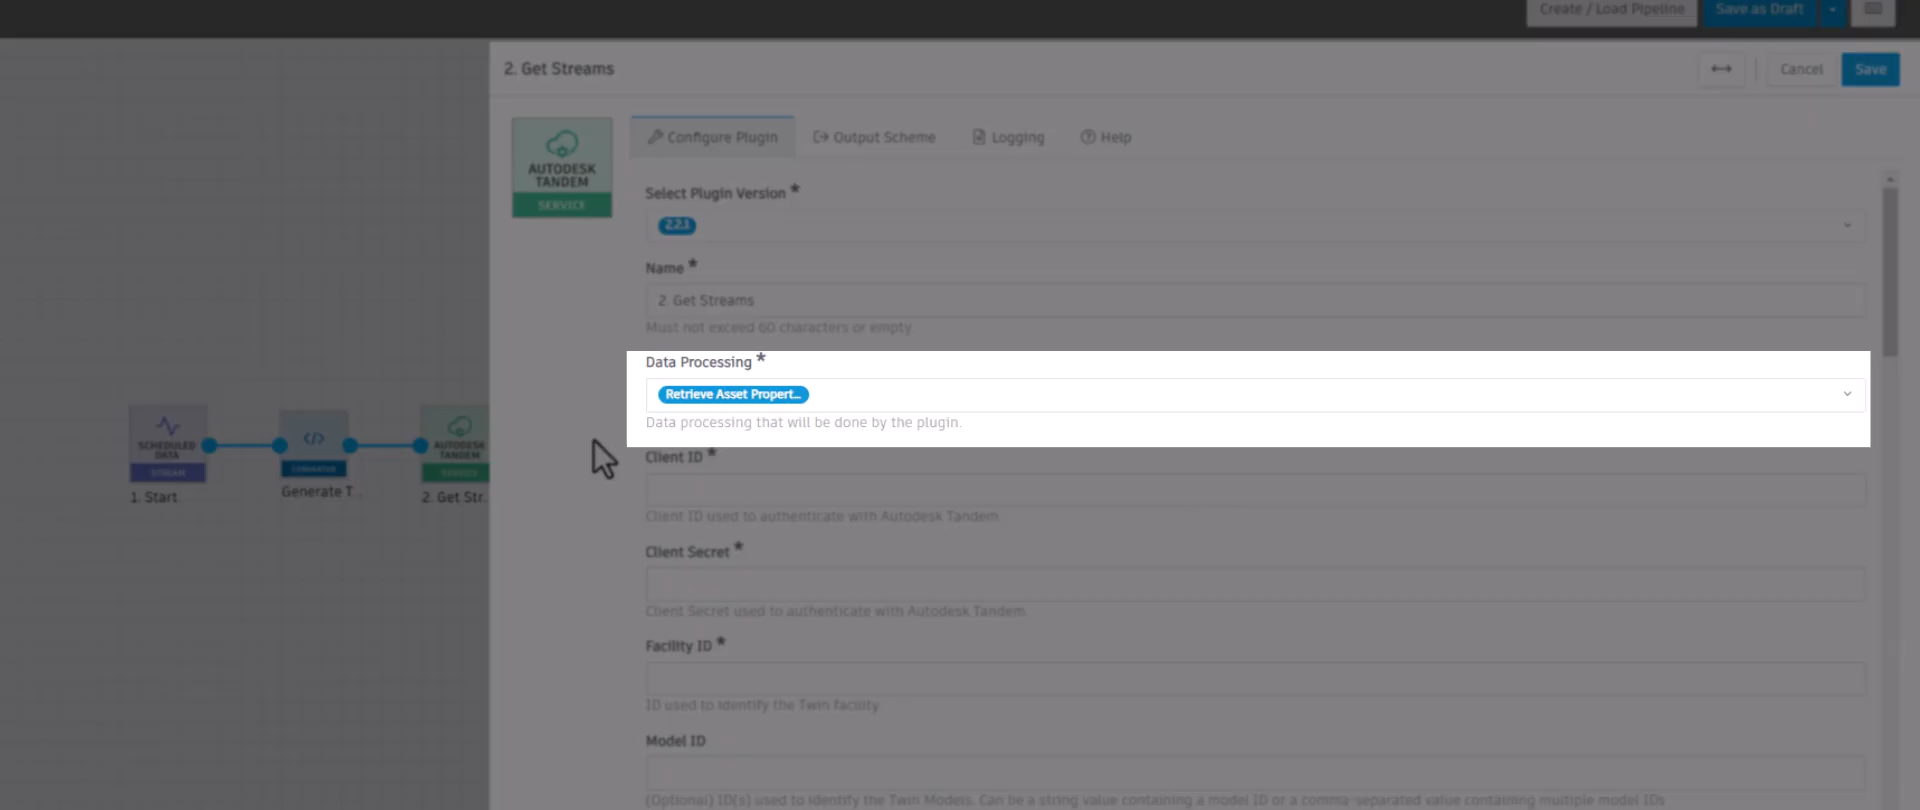 Create / Load Pipeline
Save as Draft
2. Get Streams
Cancel
Save
AUTODESK
TANDEM
SERVICE
Configure Plugin
Output Scheme
Logging
Help
Select Plugin Version *
2.2.1
Name *
2. Get Streams
Must not exceed 60 characters or empty
Data Processing *
Retrieve Asset Propert...
Data processing that will be done by the plugin.
Client ID *
Client ID used to authenticate with Autodesk Tandem
Client Secret *
Client Secret used to authenticate with Autodesk Tandem.
Facility ID *
ID used to identify the Twin facility
Model ID
(Optional) ID(s) used to identify the Twin Models. Can be a string value containing a model ID or a comma-separated value containing multiple model IDs
SCHEDULED
DATA
STREAM
1. Start
</>
CONVERTER
Generate T...
AUTODESK
TANDEM
SERVICE
2. Get Str...